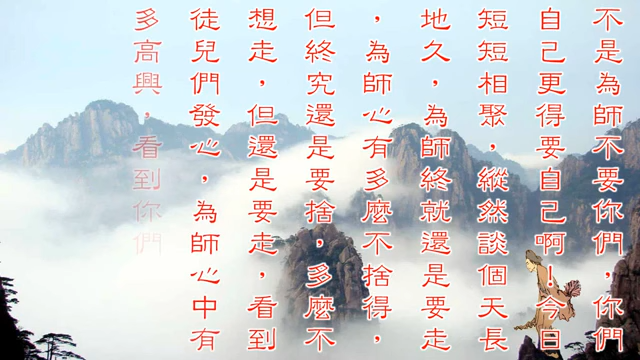 不是為師不要你們，你們
自己更得要自己啊！今日
短短相聚，縱然談個天長
地久，為師終就還是要走
，為師心有多麼不捨得，
但終究還是要捨，多麼不
想走，但還是要走，看到
徒兒們發心，為師心中有
多高興，看到你們